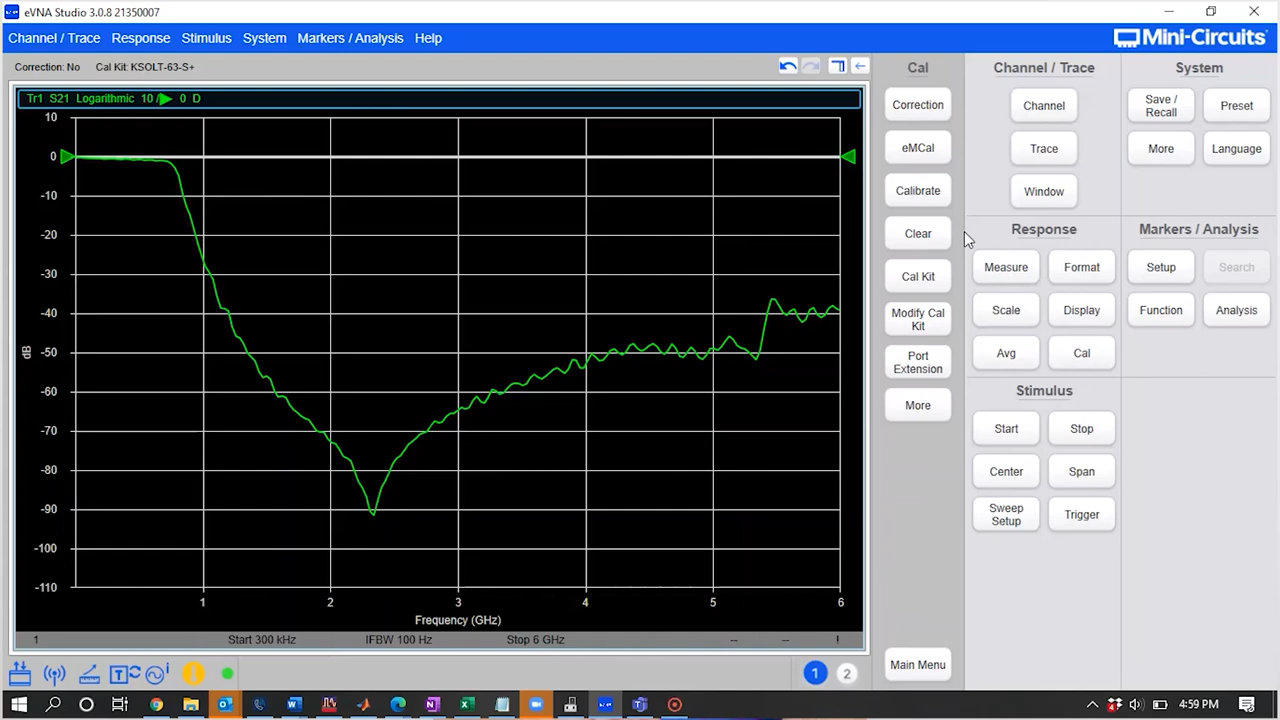 eVNA Studio 3.0.8 21350007
Channel / Trace Response Stimulus System Markers / Analysis Help
Mini-Circuits
Correction: No Cal Kit: KSOLT-63-S+
Tr1 S21 Logarithmic 10 / 0 D
10
0
-10
-20
-30
-40
-50
-60
-70
-80
-90
-100
-110
dB
1 2 3 4 5 6
Frequency (GHz)
1 Start 300 kHz IFBW 100 Hz Stop 6 GHz -- -- !
1 2
Cal
Correction
eMCal
Calibrate
Clear
Cal Kit
Modify Cal
Kit
Port
Extension
More
Main Menu
Channel / Trace
Channel
Trace
Window
System
Save /
Recall
Preset
More
Language
Response
Measure
Format
Scale
Display
Avg
Cal
Markers / Analysis
Setup
Search
Function
Analysis
Stimulus
Start
Stop
Center
Span
Sweep
Setup
Trigger
4:59 PM